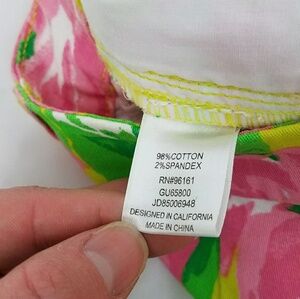 98%COTTON
2%SPANDEX
RN#96161
GU65800
JD85006948
DESIGNED IN CALIFORNIA
MADE IN CHINA